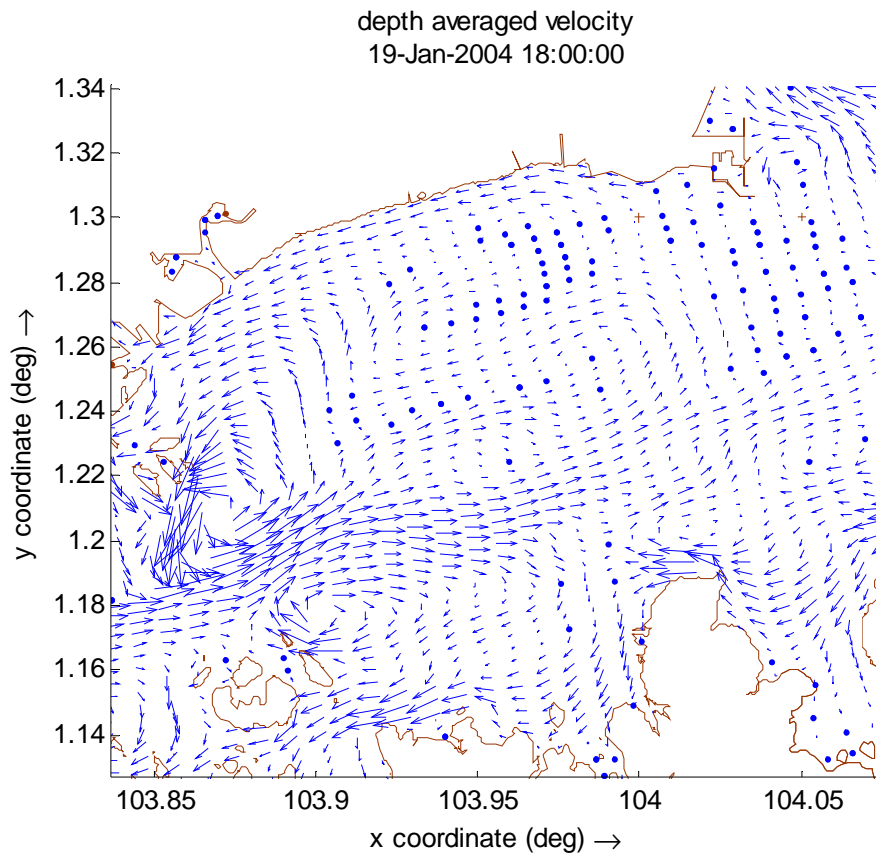 depth averaged velocity
19-Jan-2004 18:00:00
1.34
1.32
1.3
1.28
1.26
1.24
1.22
1.2
1.18
1.16
1.14
y coordinate (deg) →
103.85 103.9 103.95 104 104.05
x coordinate (deg) →